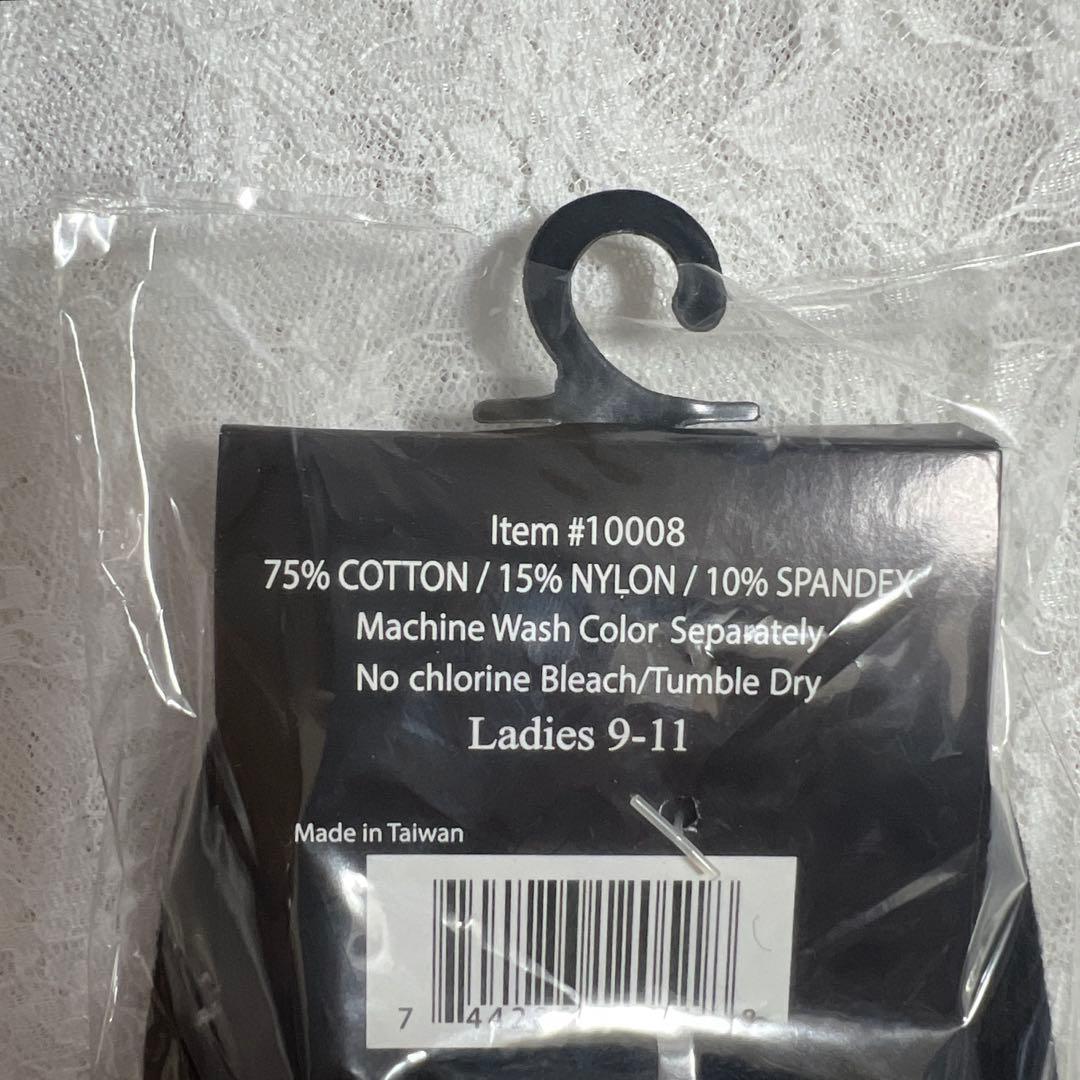 Item #10008
75% COTTON / 15% NYLON / 10% SPANDEX
Machine Wash Color Separately
No chlorine Bleach/Tumble Dry
Ladies 9-11
Made in Taiwan
7